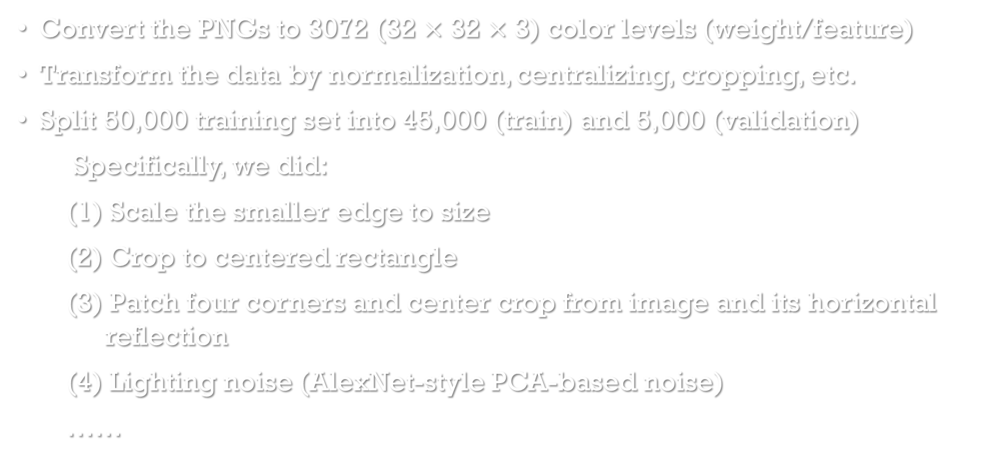 • Convert the PNGs to 3072 (32 × 32 × 3) color levels (weight/feature)
• Transform the data by normalization, centralizing, cropping, etc.
• Split 50,000 training set into 45,000 (train) and 5,000 (validation)
Specifically, we did:
(1) Scale the smaller edge to size
(2) Crop to centered rectangle
(3) Patch four corners and center crop from image and its horizontal
reflection
(4) Lighting noise (AlexNet-style PCA-based noise)
……